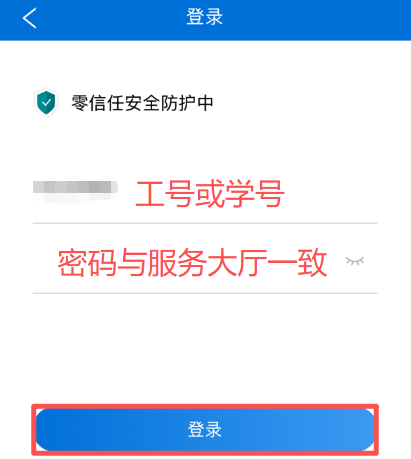 登录
零信任安全防护中
工号或学号
密码与服务大厅一致
登录